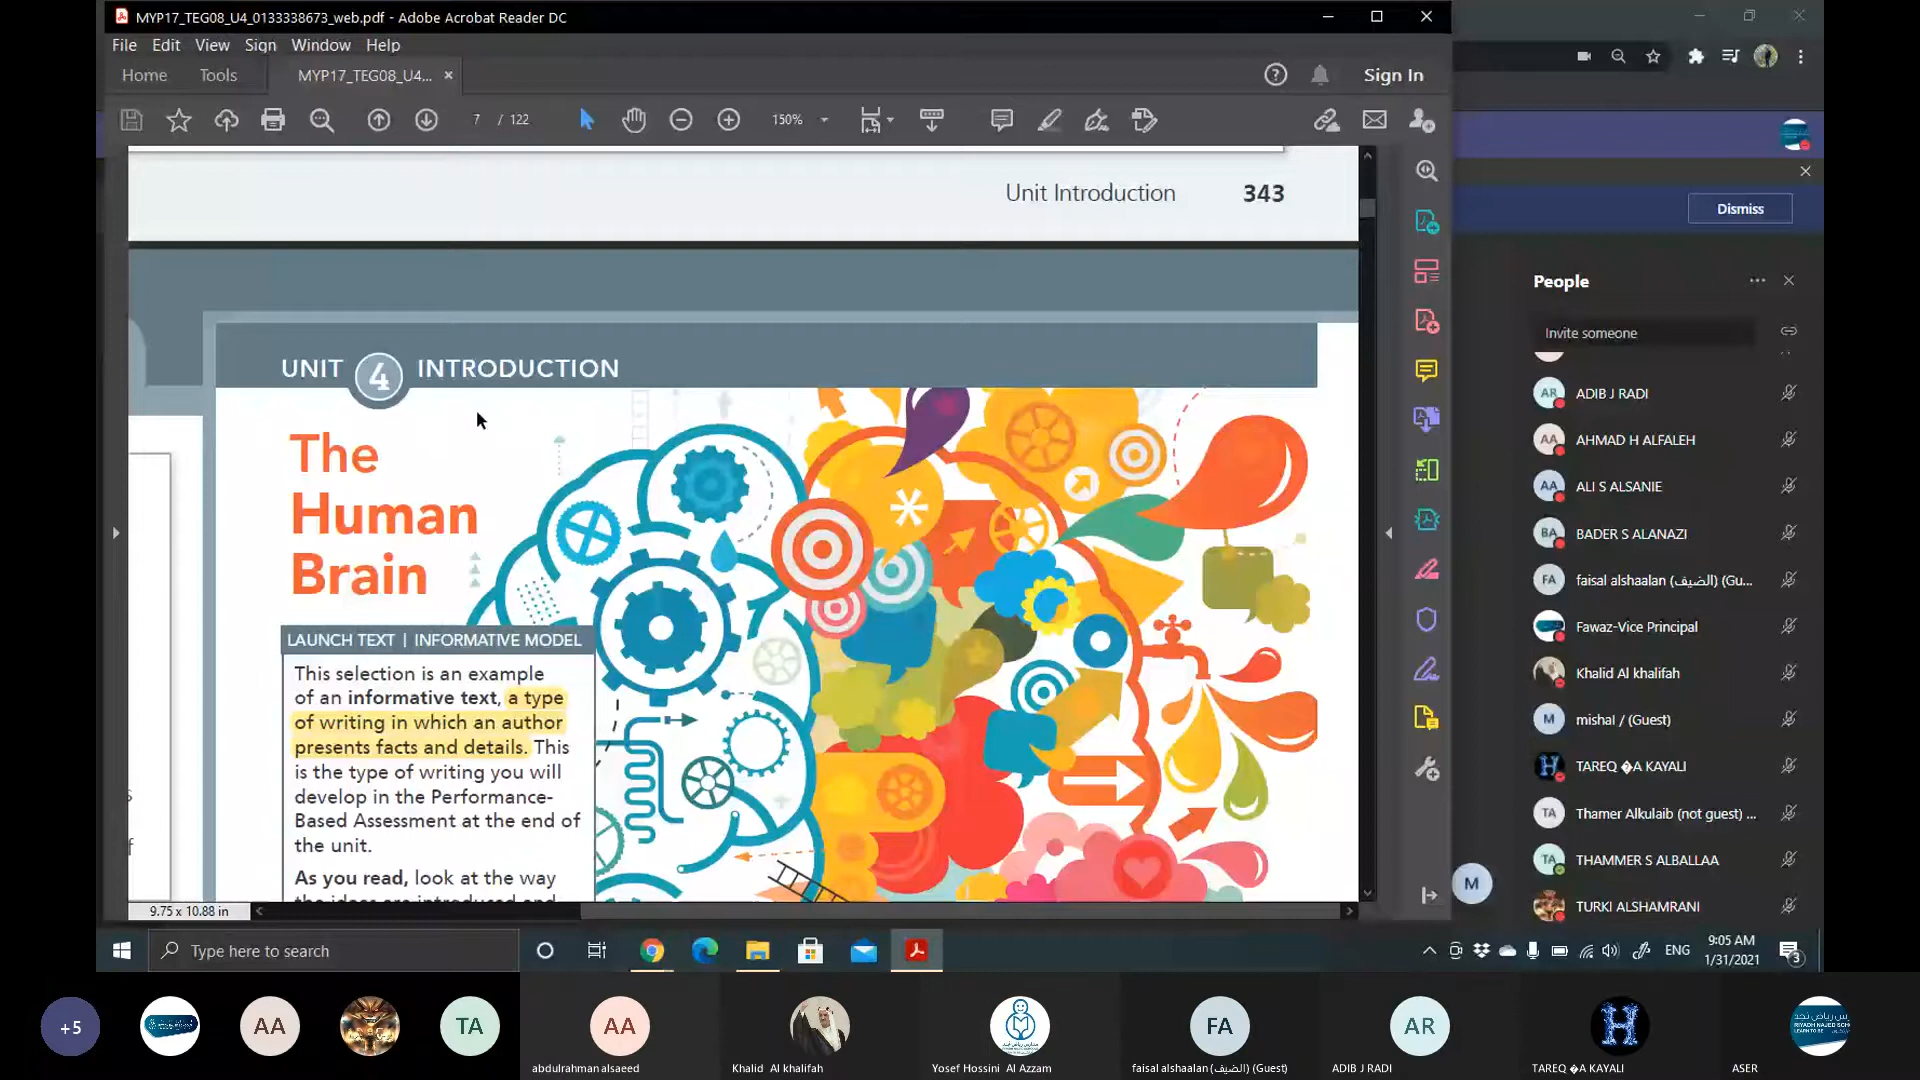 MYP17_TEG08_U4_0133338673_web.pdf - Adobe Acrobat Reader DC
File Edit View Sign Window Help
Home Tools MYP17_TEG08_U4... × Sign In
7 / 122 150%
Unit Introduction 343
Dismiss
UNIT 4 INTRODUCTION
The
Human
Brain
LAUNCH TEXT | INFORMATIVE MODEL
This selection is an example
of an informative text, a type
of writing in which an author
presents facts and details. This
is the type of writing you will
develop in the Performance-
Based Assessment at the end of
the unit.
As you read, look at the way
9.75 x 10.88 in
People
Invite someone
AR ADIB J RADI
AA AHMAD H ALFALEH
AA ALI S ALSANIE
BA BADER S ALANAZI
FA faisal alshaalan (الضيف) (Gu...
Fawaz-Vice Principal
Khalid Al khalifah
M mishal / (Guest)
H TAREQ �A KAYALI
TA Thamer Alkulaib (not guest) ...
TA THAMMER S ALBALLAA
TURKI ALSHAMRANI
M
Type here to search
ENG
9:05 AM
1/31/2021
3
+5 AA TA AA FA AR H
abdulrahman alsaeed
Khalid Al khalifah
Yosef Hossini Al Azzam
faisal alshaalan (الضيف) (Guest)
ADIB J RADI
TAREQ �A KAYALI
ASER